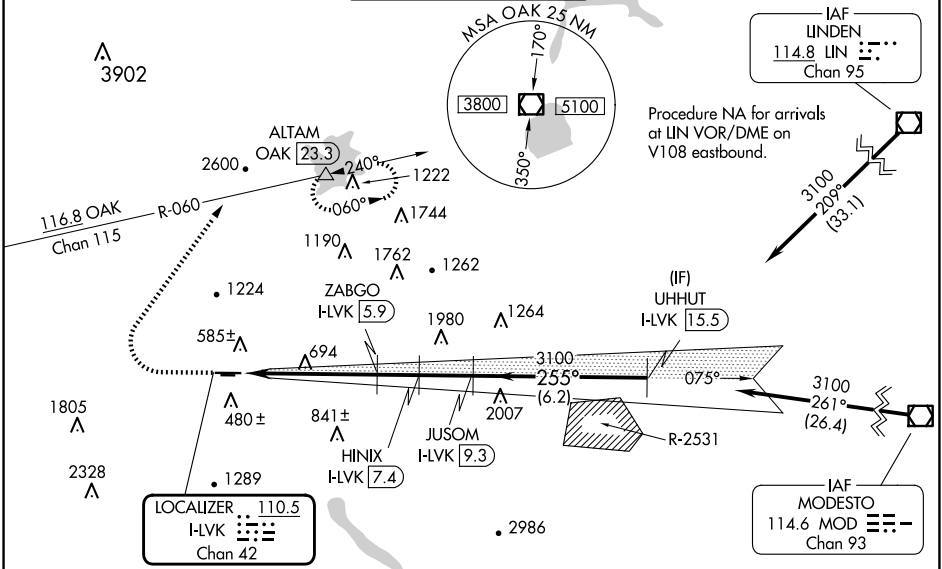 MSA OAK 25 NM
170°
3800
5100
350°
IAF
LINDEN
114.8 LIN
Chan 95
3902
Procedure NA for arrivals
at LIN VOR/DME on
V108 eastbound.
ALTAM
OAK 23.3
2600
240°
1222
060°
3100
209°
(33.1)
116.8 OAK
R-060
Chan 115
1744
1190
1762
1262
(IF)
UHHUT
I-LVK 15.5
ZABGO
I-LVK 5.9
1224
1264
1980
585±
694
3100
255°
(6.2)
075°
3100
261°
(26.4)
1805
480±
841±
2007
JUSOM
I-LVK 9.3
R-2531
HINIX
I-LVK 7.4
2328
1289
LOCALIZER 110.5
I-LVK
Chan 42
2986
IAF
MODESTO
114.6 MOD
Chan 93